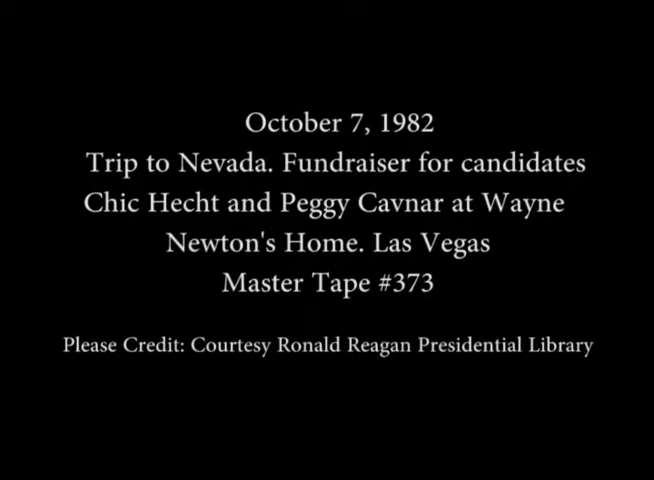 October 7, 1982
Trip to Nevada. Fundraiser for candidates
Chic Hecht and Peggy Cavnar at Wayne
Newton's Home. Las Vegas
Master Tape #373
Please Credit: Courtesy Ronald Reagan Presidential Library